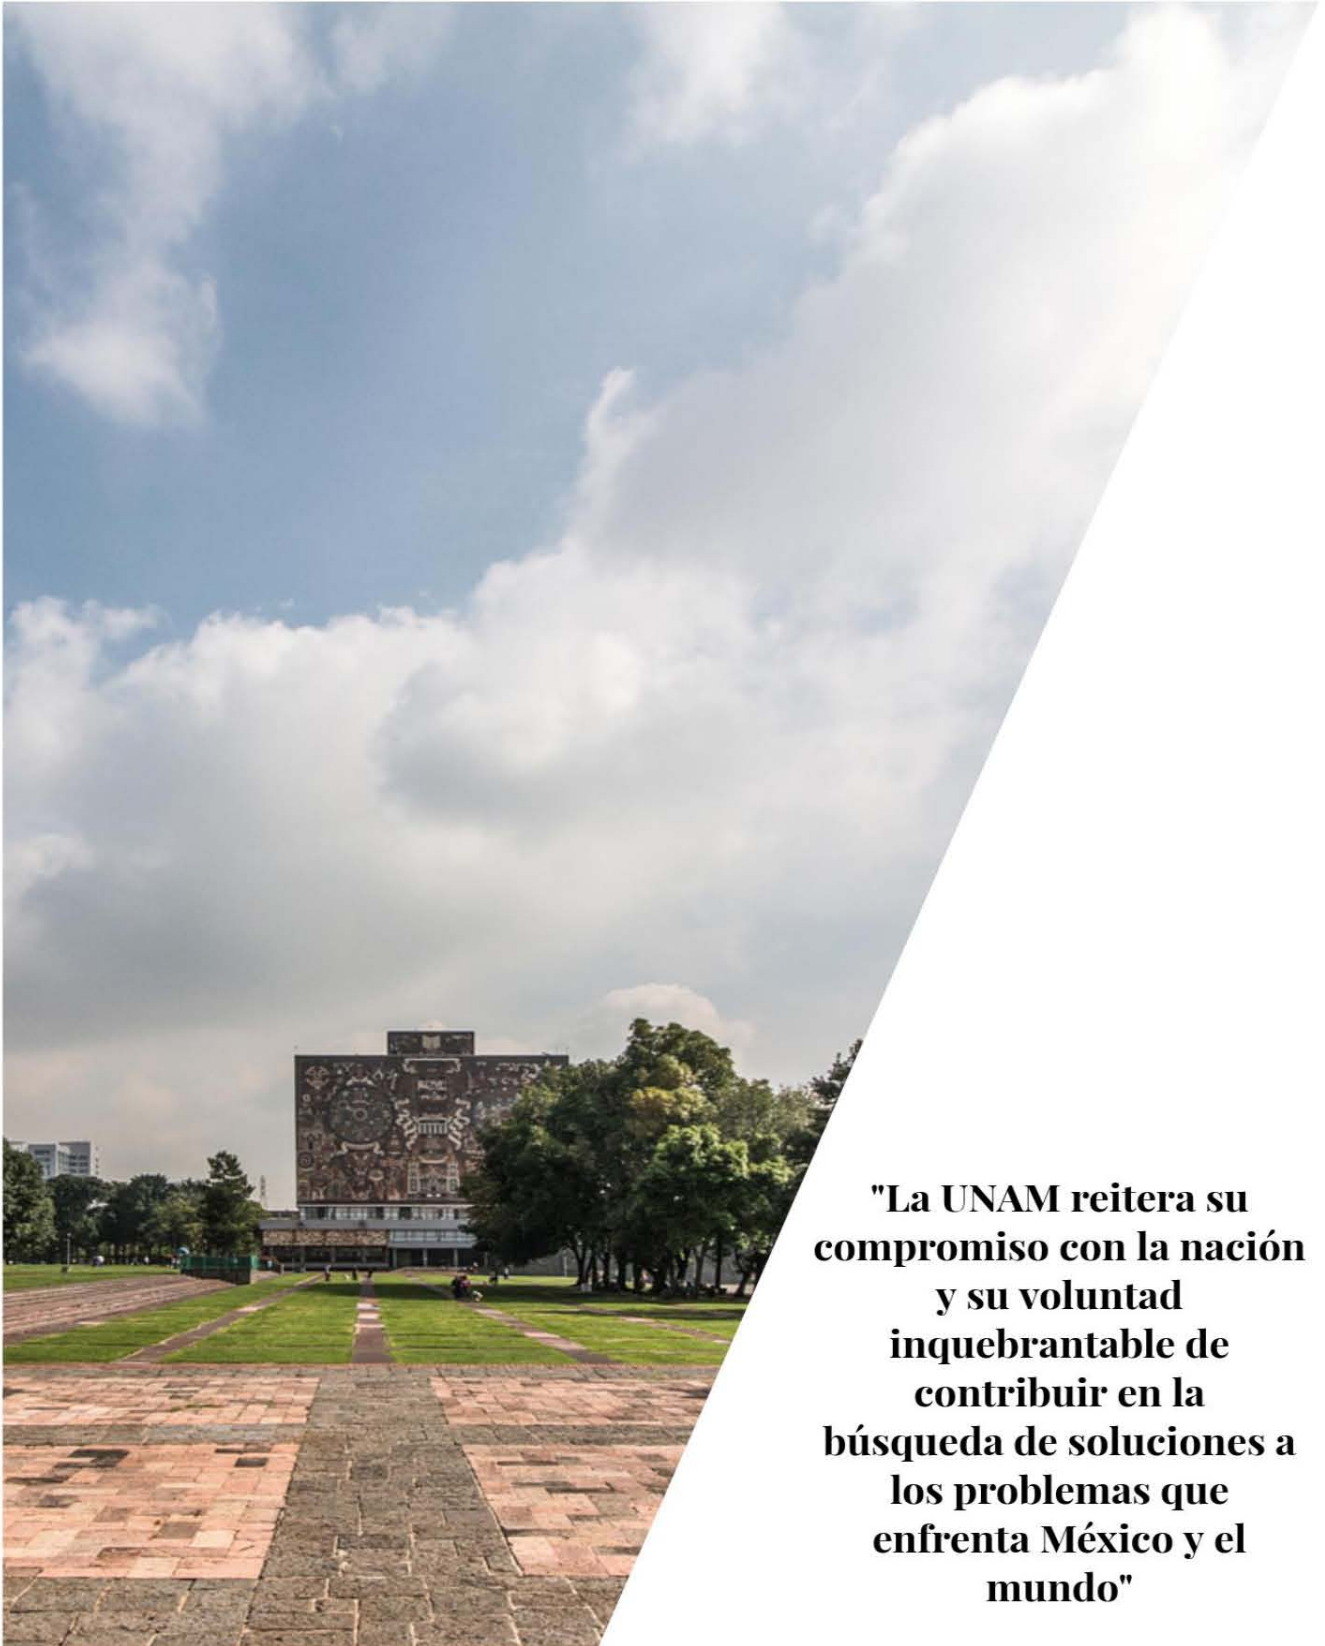 "La UNAM reitera su
compromiso con la nación
y su voluntad
inquebrantable de
contribuir en la
búsqueda de soluciones a
los problemas que
enfrenta México y el
mundo"